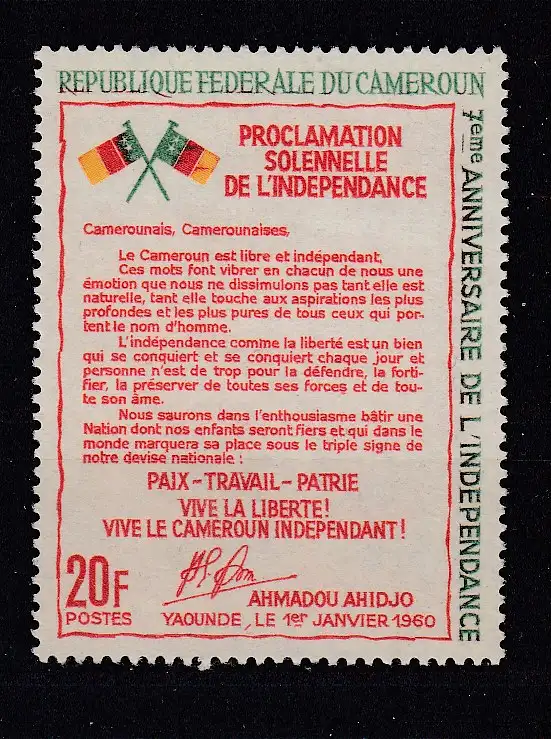 REPUBLIQUE FEDERALE DU CAMEROUN
7eme ANNIVERSAIRE DE L'INDEPENDANCE
PROCLAMATION
SOLENNELLE
DE L'INDEPENDANCE
Camerounais, Camerounaises,
Le Cameroun est libre et indépendant,
Ces mots font vibrer en chacun de nous une
émotion que nous ne dissimulons pas tant elle est
naturelle, tant elle touche aux aspirations les plus
profondes et les plus pures de tous ceux qui por-
tent le nom d'homme.
L'indépendance comme la liberté est un bien
qui se conquiert et se conquiert chaque jour et
personne n'est de trop pour la défendre, la forti-
fier, la préserver de toutes ses forces et de tou-
te son âme.
Nous saurons dans l'enthousiasme bâtir une
Nation dont nos enfants seront fiers et qui dans le
monde marquera sa place sous le triple signe de
notre devise nationale :
PAIX-TRAVAIL-PATRIE
VIVE LA LIBERTE!
VIVE LE CAMEROUN INDEPENDANT!
20F
AHMADOU AHIDJO
POSTES
YAOUNDE, LE 1er JANVIER 1960